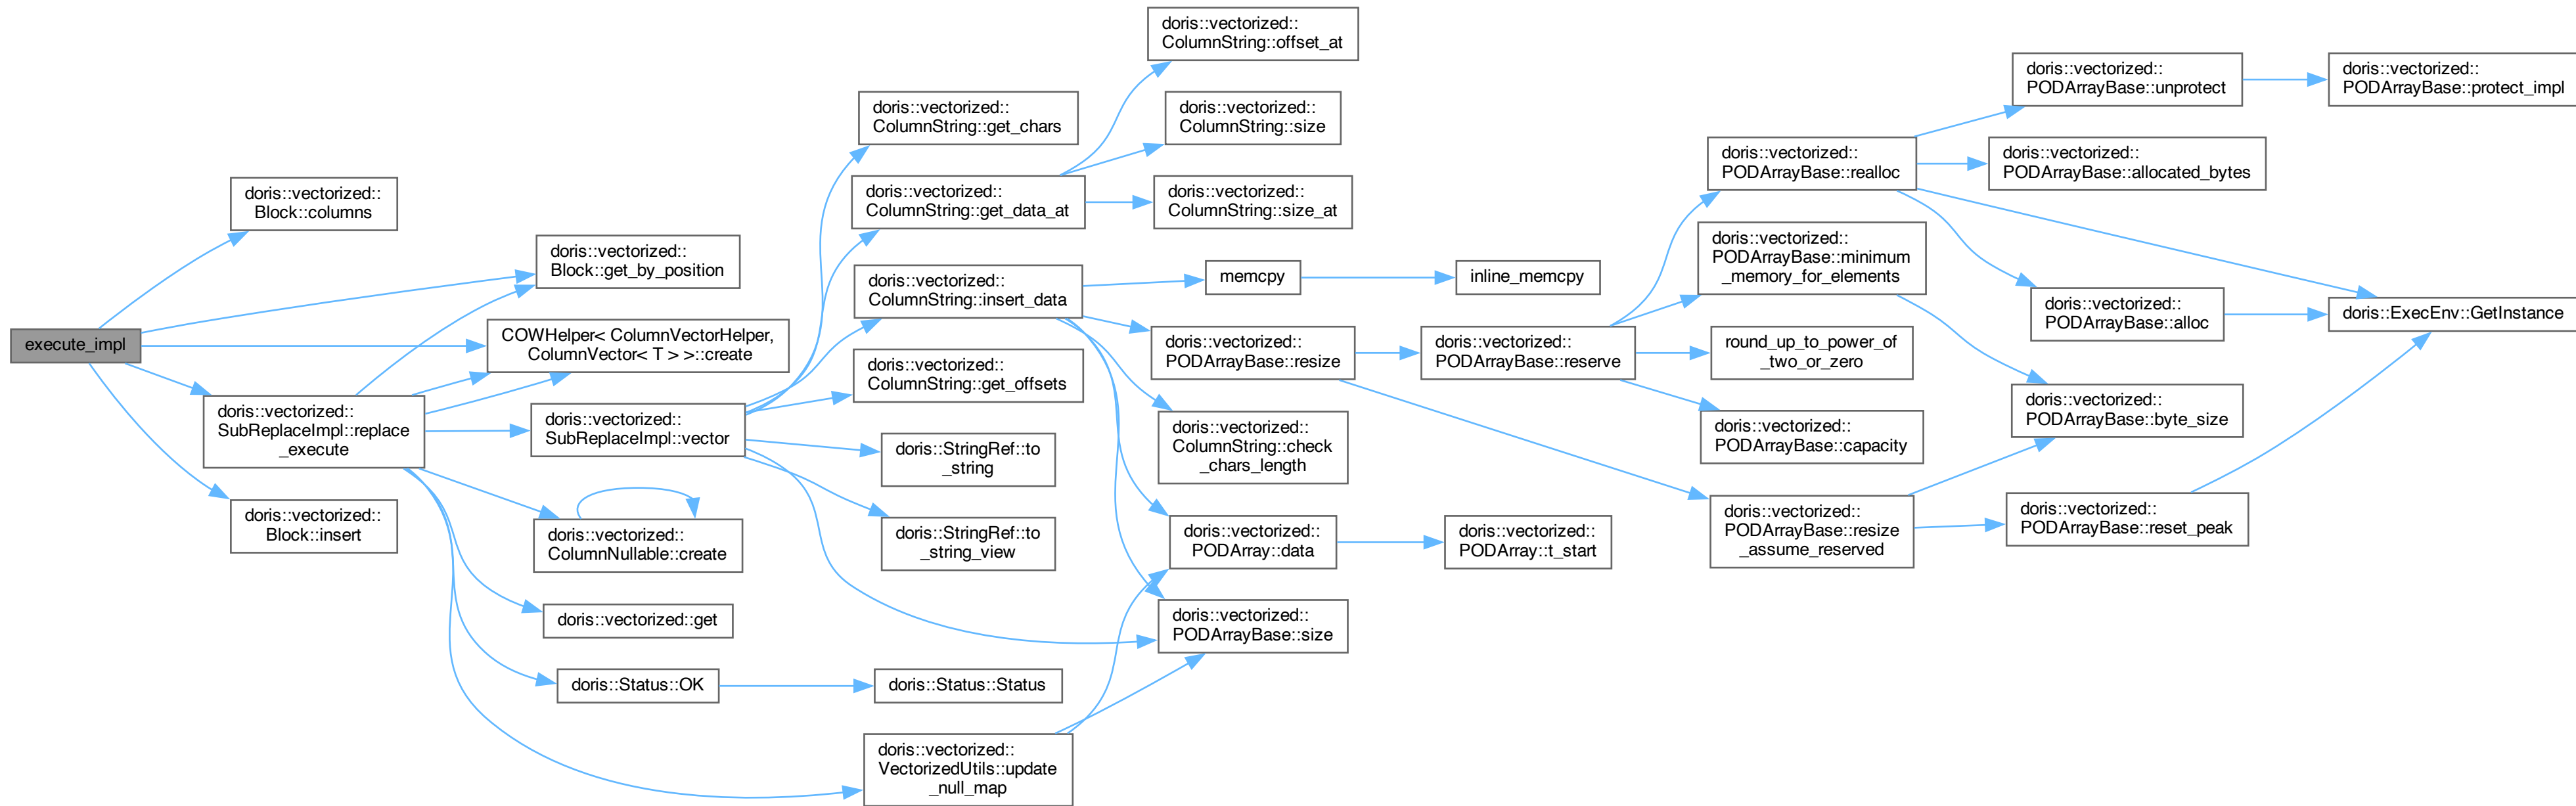 execute_impl
doris::vectorized::
Block::columns
doris::vectorized::
Block::get_by_position
COWHelper< ColumnVectorHelper,
ColumnVector< T > >::create
doris::vectorized::
SubReplaceImpl::replace
_execute
doris::vectorized::
Block::insert
doris::vectorized::
SubReplaceImpl::vector
doris::vectorized::
ColumnNullable::create
doris::vectorized::get
doris::Status::OK
doris::Status::Status
doris::vectorized::
VectorizedUtils::update
_null_map
doris::vectorized::
ColumnString::get_chars
doris::vectorized::
ColumnString::get_data_at
doris::vectorized::
ColumnString::insert_data
doris::vectorized::
ColumnString::get_offsets
doris::StringRef::to
_string
doris::StringRef::to
_string_view
doris::vectorized::
ColumnString::offset_at
doris::vectorized::
ColumnString::size
doris::vectorized::
ColumnString::size_at
memcpy
inline_memcpy
doris::vectorized::
PODArrayBase::resize
doris::vectorized::
ColumnString::check
_chars_length
doris::vectorized::
PODArray::data
doris::vectorized::
PODArray::t_start
doris::vectorized::
PODArrayBase::size
doris::vectorized::
PODArrayBase::reserve
doris::vectorized::
PODArrayBase::realloc
doris::vectorized::
PODArrayBase::minimum
_memory_for_elements
round_up_to_power_of
_two_or_zero
doris::vectorized::
PODArrayBase::capacity
doris::vectorized::
PODArrayBase::resize
_assume_reserved
doris::vectorized::
PODArrayBase::unprotect
doris::vectorized::
PODArrayBase::protect_impl
doris::vectorized::
PODArrayBase::allocated_bytes
doris::vectorized::
PODArrayBase::alloc
doris::ExecEnv::GetInstance
doris::vectorized::
PODArrayBase::byte_size
doris::vectorized::
PODArrayBase::reset_peak